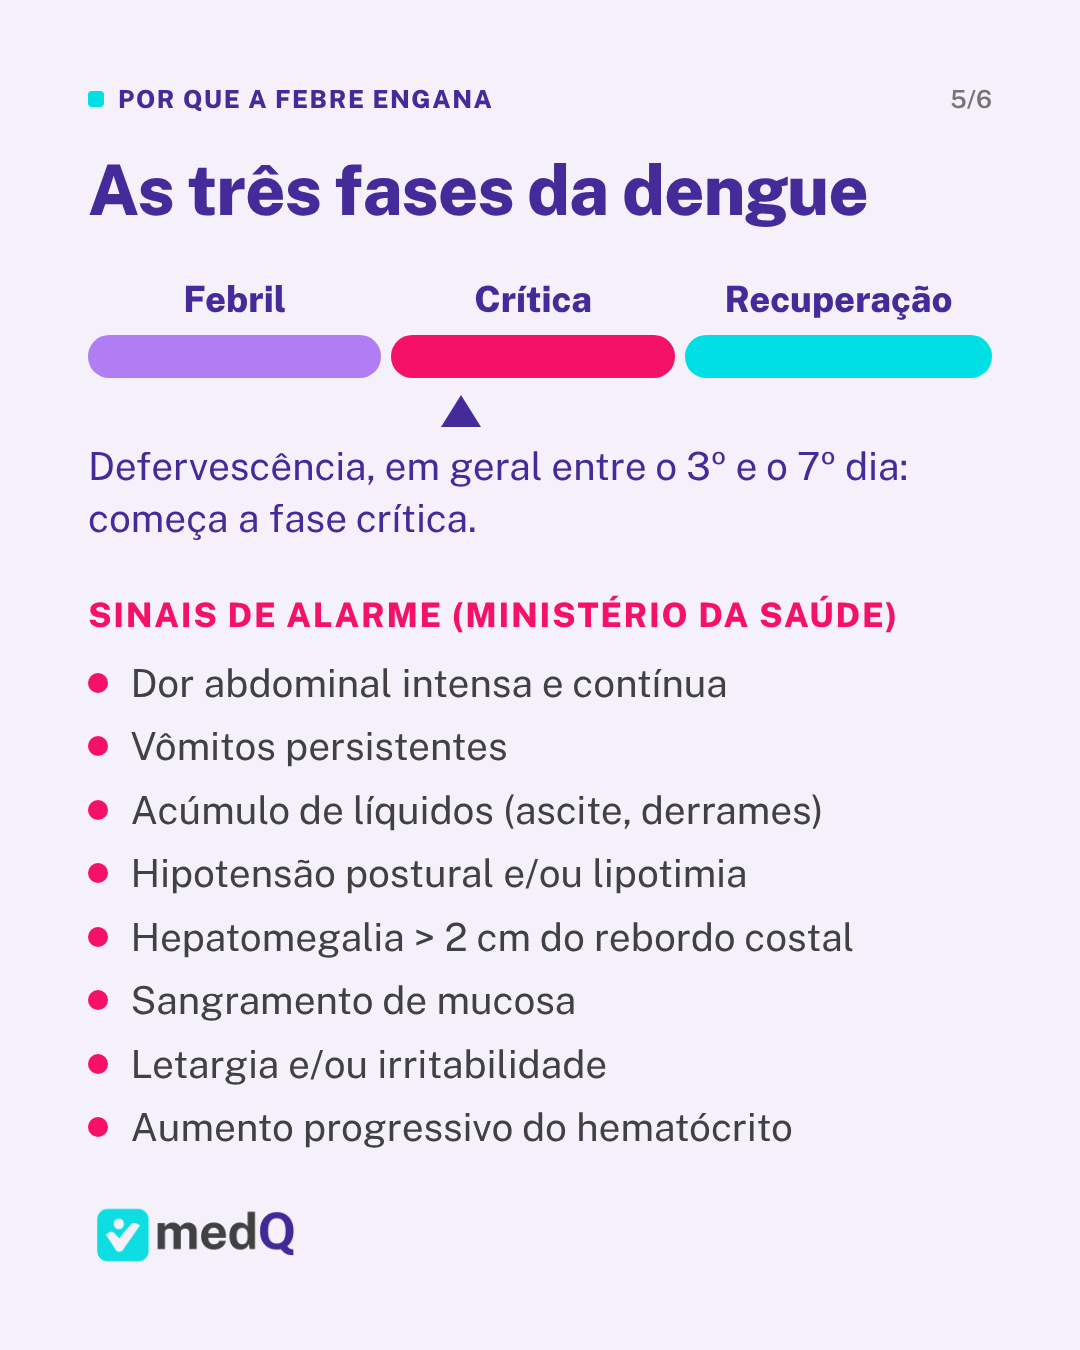 POR QUE A FEBRE ENGANA
5/6
As três fases da dengue
Febril
Crítica
Recuperação
Defervescência, em geral entre o 3º e o 7º dia:
começa a fase crítica.
SINAIS DE ALARME (MINISTÉRIO DA SAÚDE)
Dor abdominal intensa e contínua
Vômitos persistentes
Acúmulo de líquidos (ascite, derrames)
Hipotensão postural e/ou lipotimia
Hepatomegalia > 2 cm do rebordo costal
Sangramento de mucosa
Letargia e/ou irritabilidade
Aumento progressivo do hematócrito
medQ